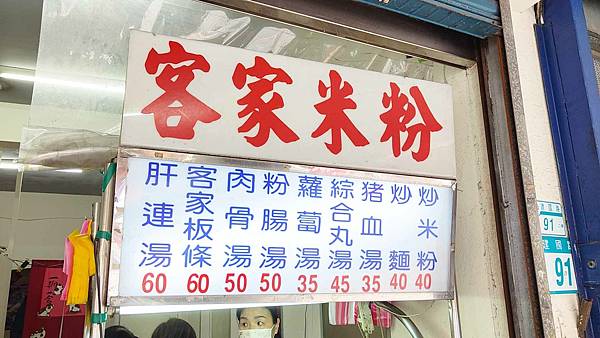 客家米粉
炒米粉 40
炒麵 40
猪血湯 35
綜合丸湯 45
蘿蔔湯 35
粉腸湯 50
肉骨湯 50
客家板條 60
肝連湯 60
91
91